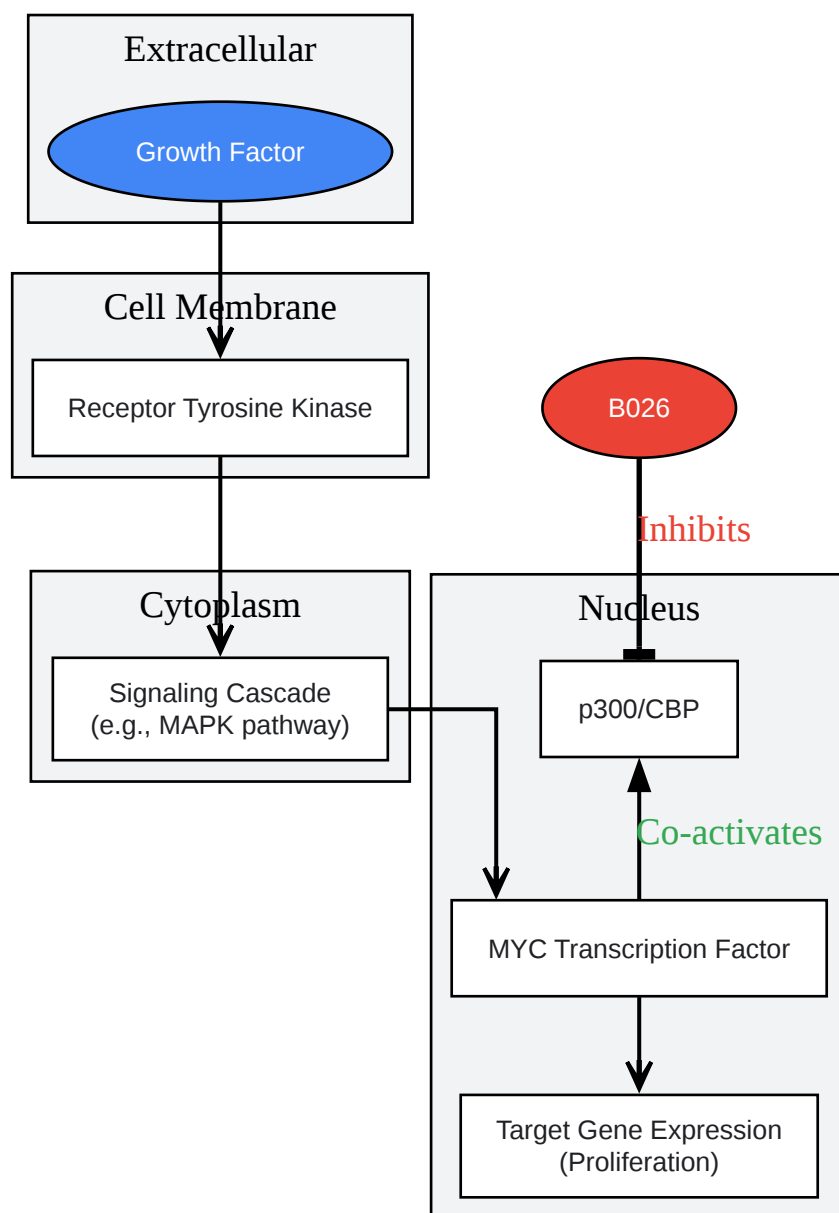 Extracellular
Growth Factor
Cell Membrane
Receptor Tyrosine Kinase
B026
Inhibits
Cytoplasm
Nucleus
Signaling Cascade
(e.g., MAPK pathway)
p300/CBP
Co-activates
MYC Transcription Factor
Target Gene Expression
(Proliferation)